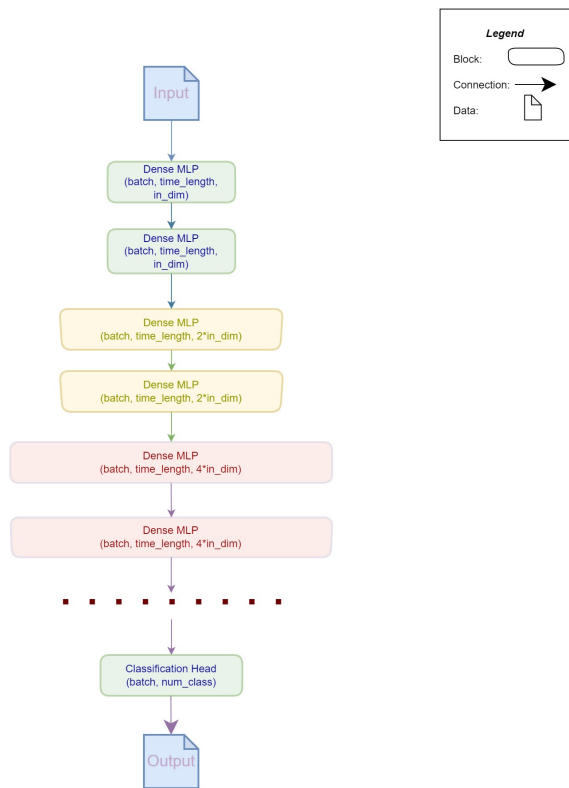 Input
Dense MLP
(batch, time_length,
in_dim)
Dense MLP
(batch, time_length,
in_dim)
Dense MLP
(batch, time_length, 2*in_dim)
Dense MLP
(batch, time_length, 2*in_dim)
Dense MLP
(batch, time_length, 4*in_dim)
Dense MLP
(batch, time_length, 4*in_dim)
Classification Head
(batch, num_class)
Output
Legend
Block:
Connection:
Data: